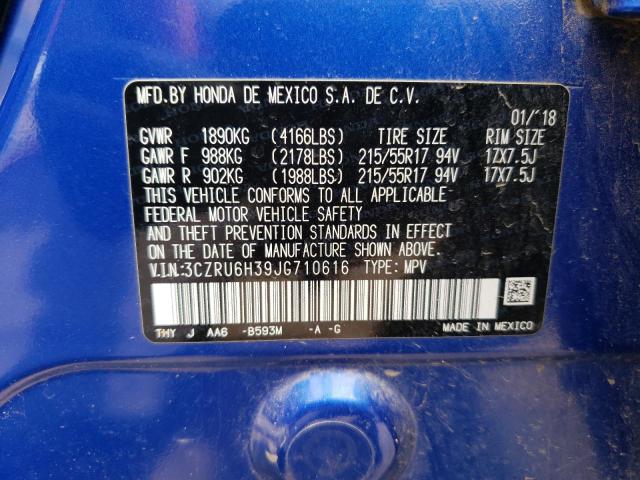 MFD.BY HONDA DE MEXICO S.A. DE C.V.
01/'18
GVWR 1890KG (4166LBS) TIRE SIZE RIM SIZE
GAWR F 988KG (2178LBS) 215/55R17 94V 17X7.5J
GAWR R 902KG (1988LBS) 215/55R17 94V 17X7.5J
THIS VEHICLE CONFORMS TO ALL APPLICABLE
FEDERAL MOTOR VEHICLE SAFETY
AND THEFT PREVENTION STANDARDS IN EFFECT
ON THE DATE OF MANUFACTURE SHOWN ABOVE.
V.I.N.:3CZRU6H39JG710616 TYPE: MPV
THY J AA6 -B593M -A -G MADE IN MEXICO